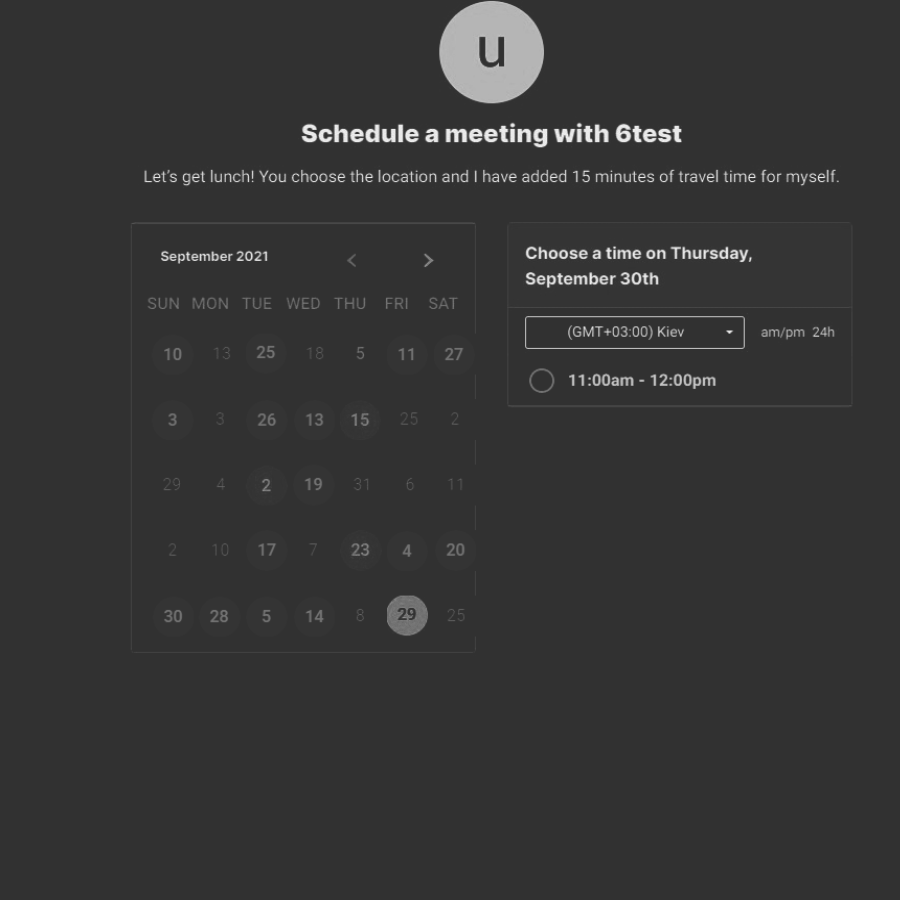 u
Schedule a meeting with 6test
Let's get lunch! You choose the location and I have added 15 minutes of travel time for myself.
September 2021 < >
SUN MON TUE WED THU FRI SAT
10 13 25 18 5 11 27
3 3 26 13 15 25 2
29 4 2 19 31 6 11
2 10 17 7 23 4 20
30 28 5 14 8 29 25
Choose a time on Thursday,
September 30th
(GMT+03:00) Kiev am/pm 24h
11:00am - 12:00pm